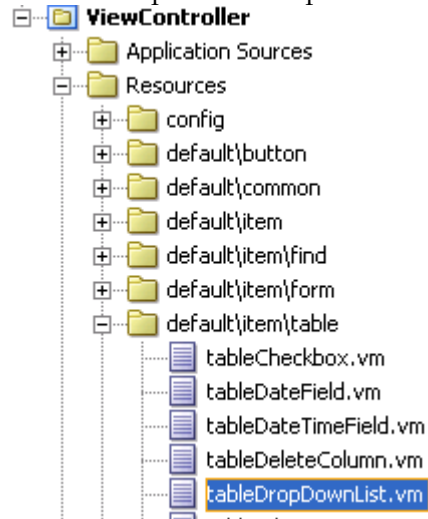 ViewController
Application Sources
Resources
config
default\button
default\common
default\item
default\item\find
default\item\form
default\item\table
tableCheckbox.vm
tableDateField.vm
tableDateTimeField.vm
tableDeleteColumn.vm
tableDropDownList.vm